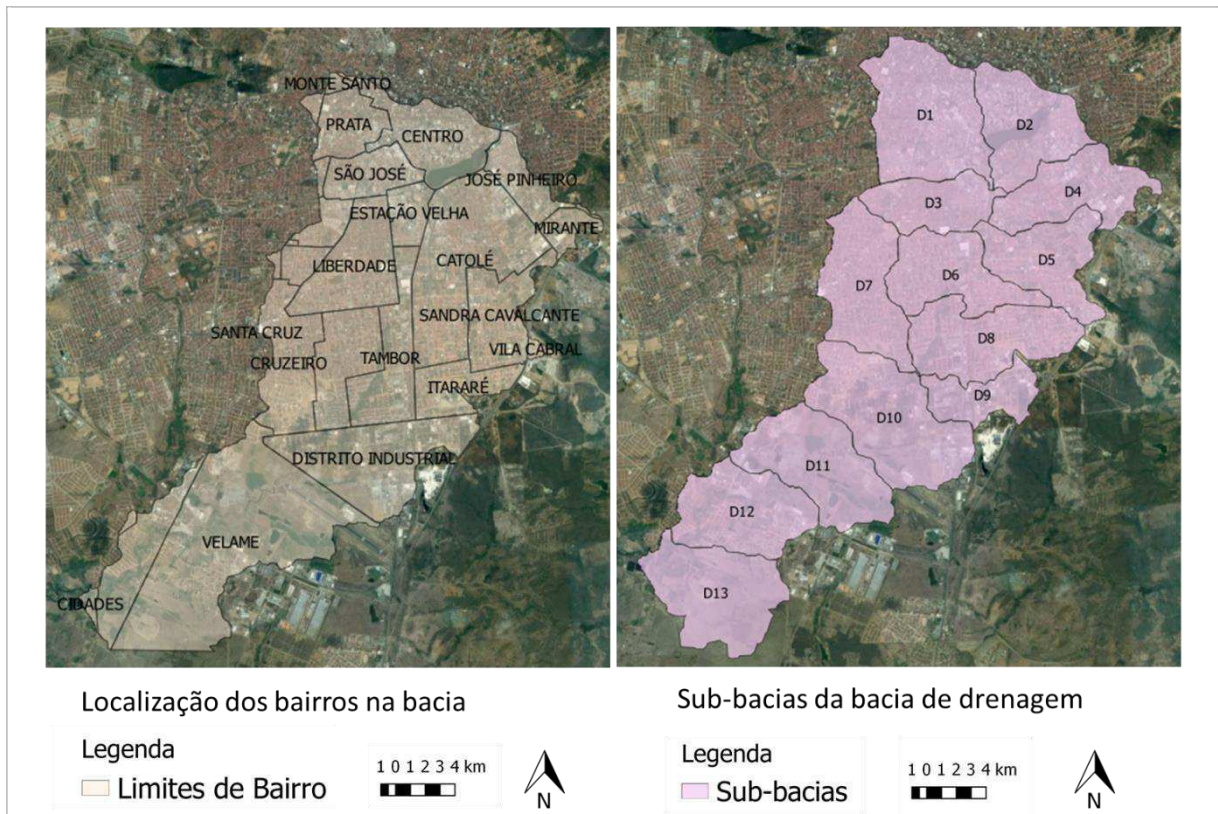 MONTE SANTO
PRATA
CENTRO
SÃO JOSÉ
JOSÉ PINHEIRO
ESTAÇÃO VELHA
MIRANTE
CATOLÉ
LIBERDADE
SANDRA CAVALCANTE
SANTA CRUZ
VILA CABRAL
CRUZEIRO
TAMBOR
ITARARÉ
DISTRITO INDUSTRIAL
VELAME
CIDADES
Localização dos bairros na bacia
Legenda
Limites de Bairro
1 0 1 2 3 4 km
N
D1
D2
D4
D3
D5
D6
D7
D8
D9
D10
D11
D12
D13
Sub-bacias da bacia de drenagem
Legenda
Sub-bacias
1 0 1 2 3 4 km
N